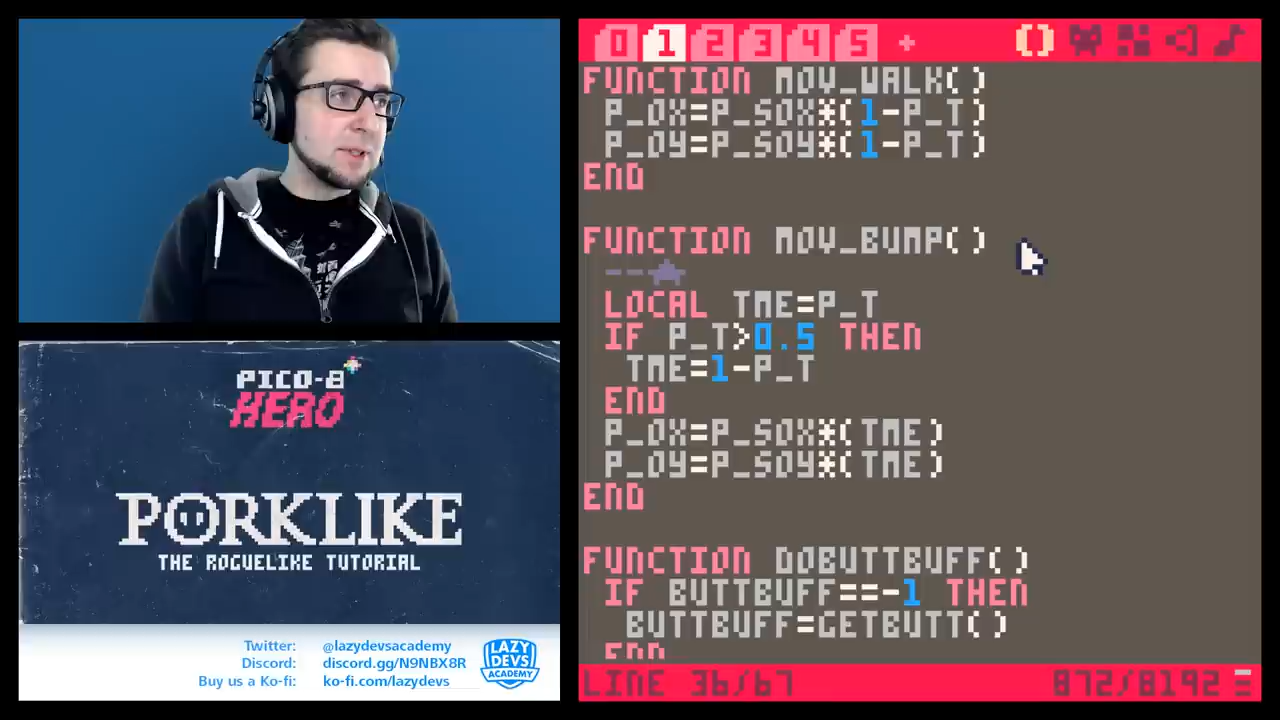 PICO-8
HERO
PORKLIKE
THE ROGUELIKE TUTORIAL
Twitter: @lazydevsacademy
Discord: discord.gg/N9NBX8R
Buy us a Ko-fi: ko-fi.com/lazydevs
LAZY
DEVS
ACADEMY
0 1 2 3 4 5 +
FUNCTION MOV_WALK()
P_OX=P_SOX*(1-P_T)
P_OY=P_SOY*(1-P_T)
END
FUNCTION MOV_BUMP()
--
LOCAL TME=P_T
IF P_T>0.5 THEN
TME=1-P_T
END
P_OX=P_SOX*(TME)
P_OY=P_SOY*(TME)
END
FUNCTION DOBUTTBUFF()
IF BUTTBUFF==-1 THEN
BUTTBUFF=GETBUTT()
END
LINE 36/67 872/8192